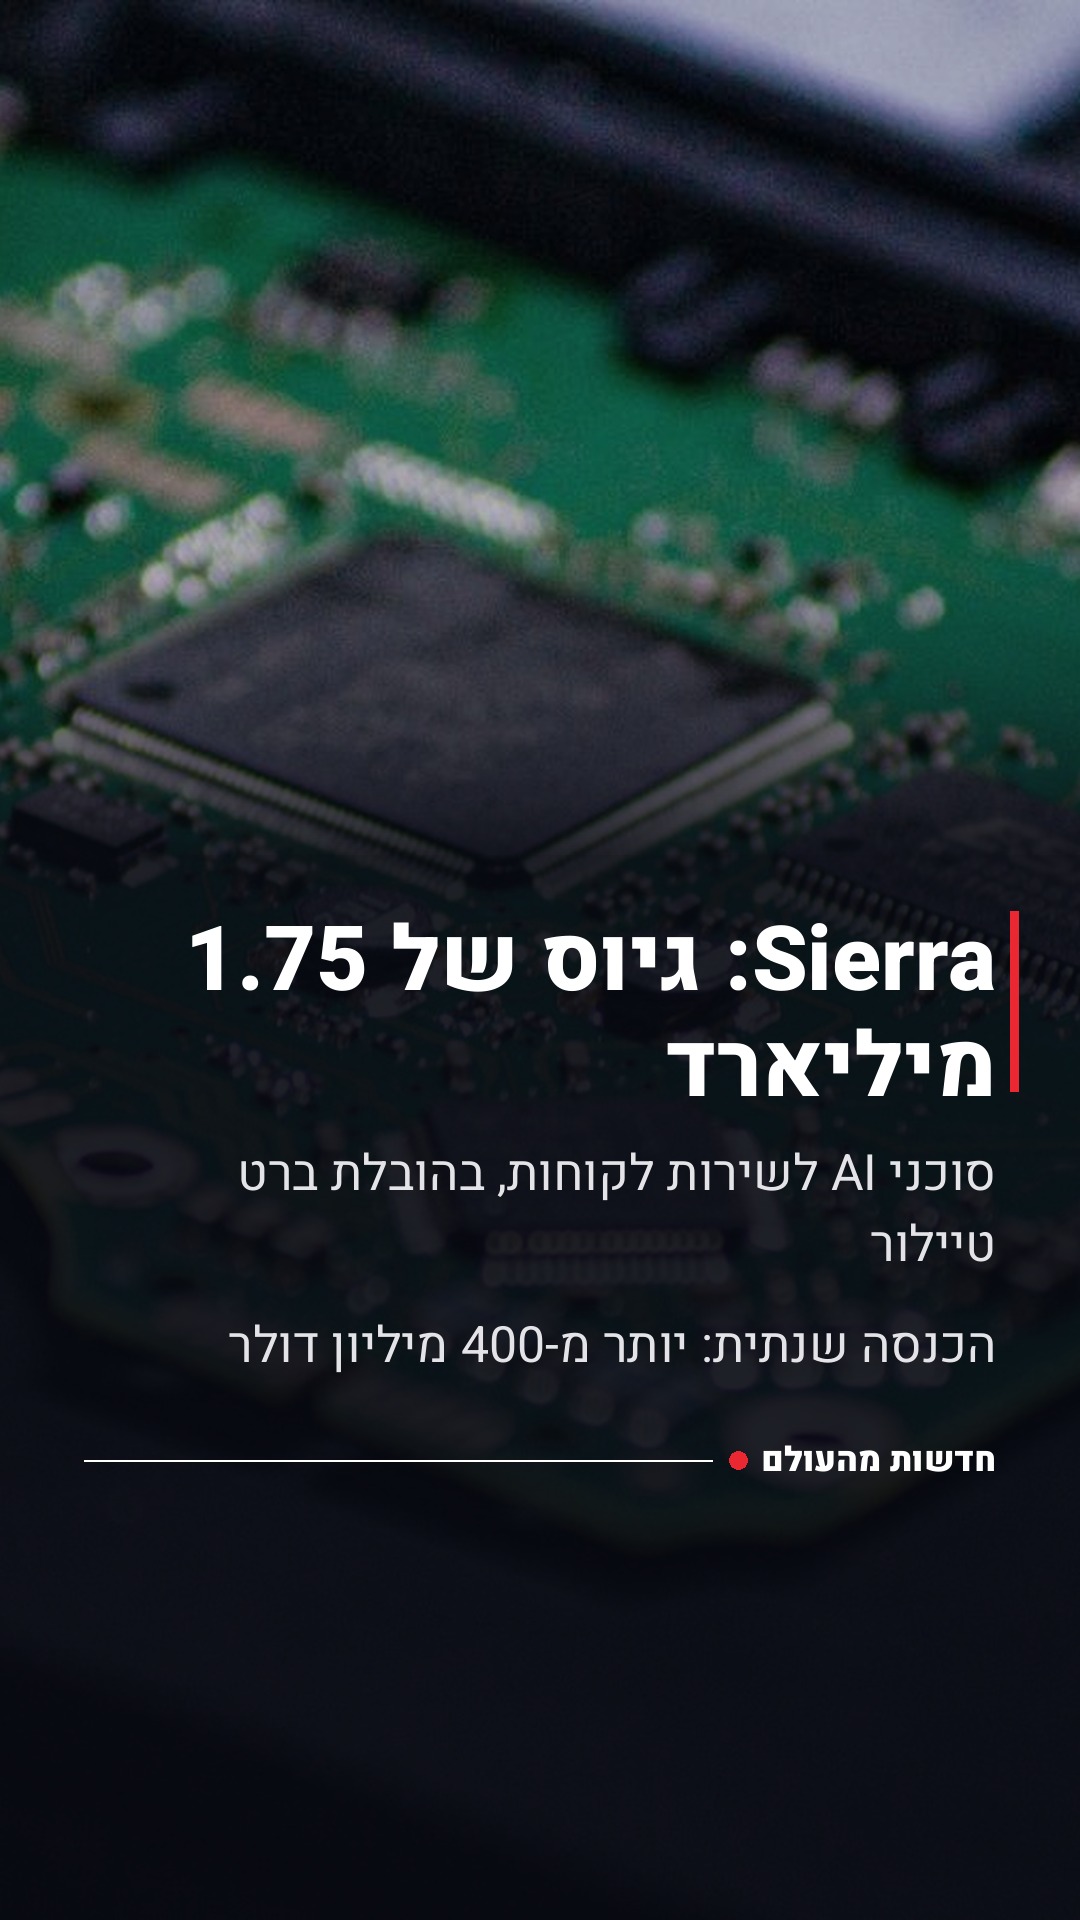 Sierra: גיוס של 1.75
מיליארד
סוכני AI לשירות לקוחות, בהובלת ברט
טיילור
הכנסה שנתית: יותר מ-400 מיליון דולר
חדשות מהעולם